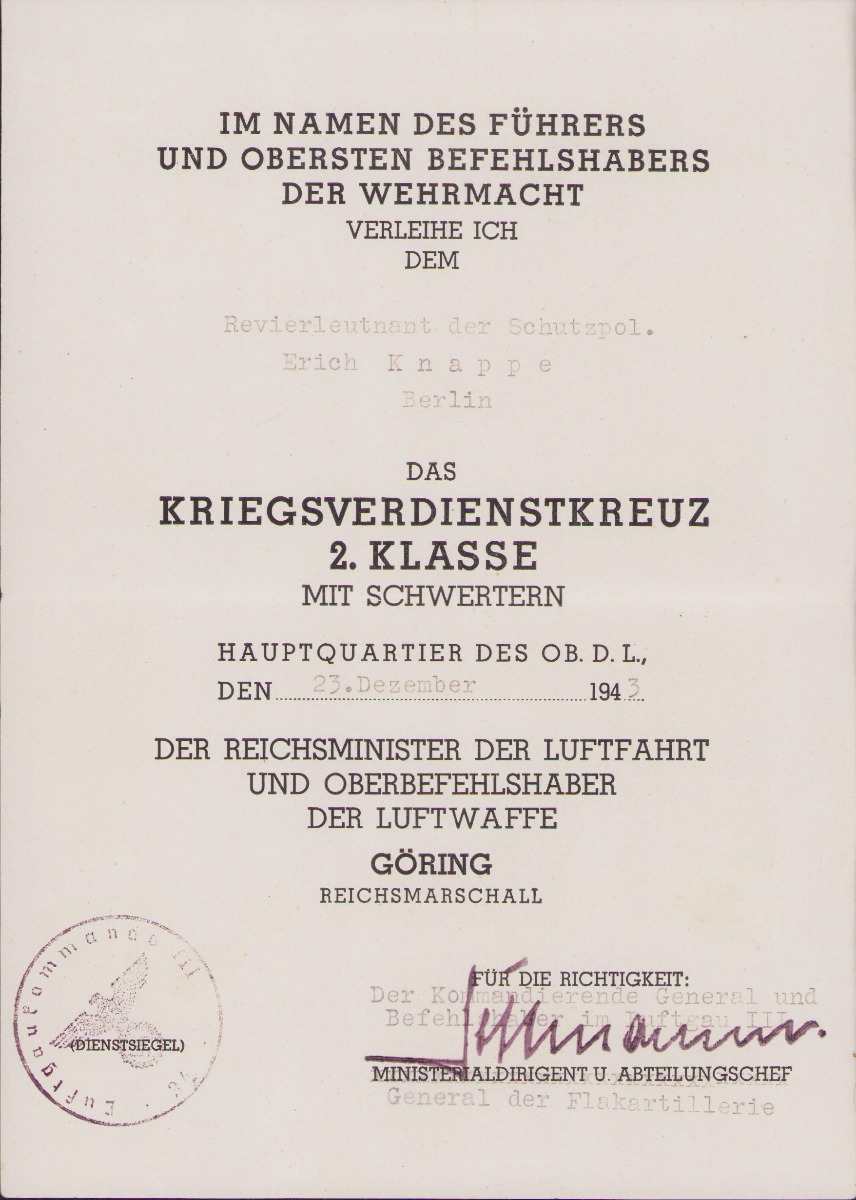 IM NAMEN DES FÜHRERS
UND OBERSTEN BEFEHLSHABERS
DER WEHRMACHT
VERLEIHE ICH
DEM
Revierleutnant der Schutzpol.
Erich K n a p p e
Berlin
DAS
KRIEGSVERDIENSTKREUZ
2. KLASSE
MIT SCHWERTERN
HAUPTQUARTIER DES OB. D. L.,
DEN 23.Dezember 1943
DER REICHSMINISTER DER LUFTFAHRT
UND OBERBEFEHLSHABER
DER LUFTWAFFE
GÖRING
REICHSMARSCHALL
Luftgaukommando III
(DIENSTSIEGEL)
FÜR DIE RICHTIGKEIT:
Der Kommandierende General und
Befehlshaber im Luftgau III
MINISTERIALDIRIGENT U. ABTEILUNGSCHEF
General der Flakartillerie